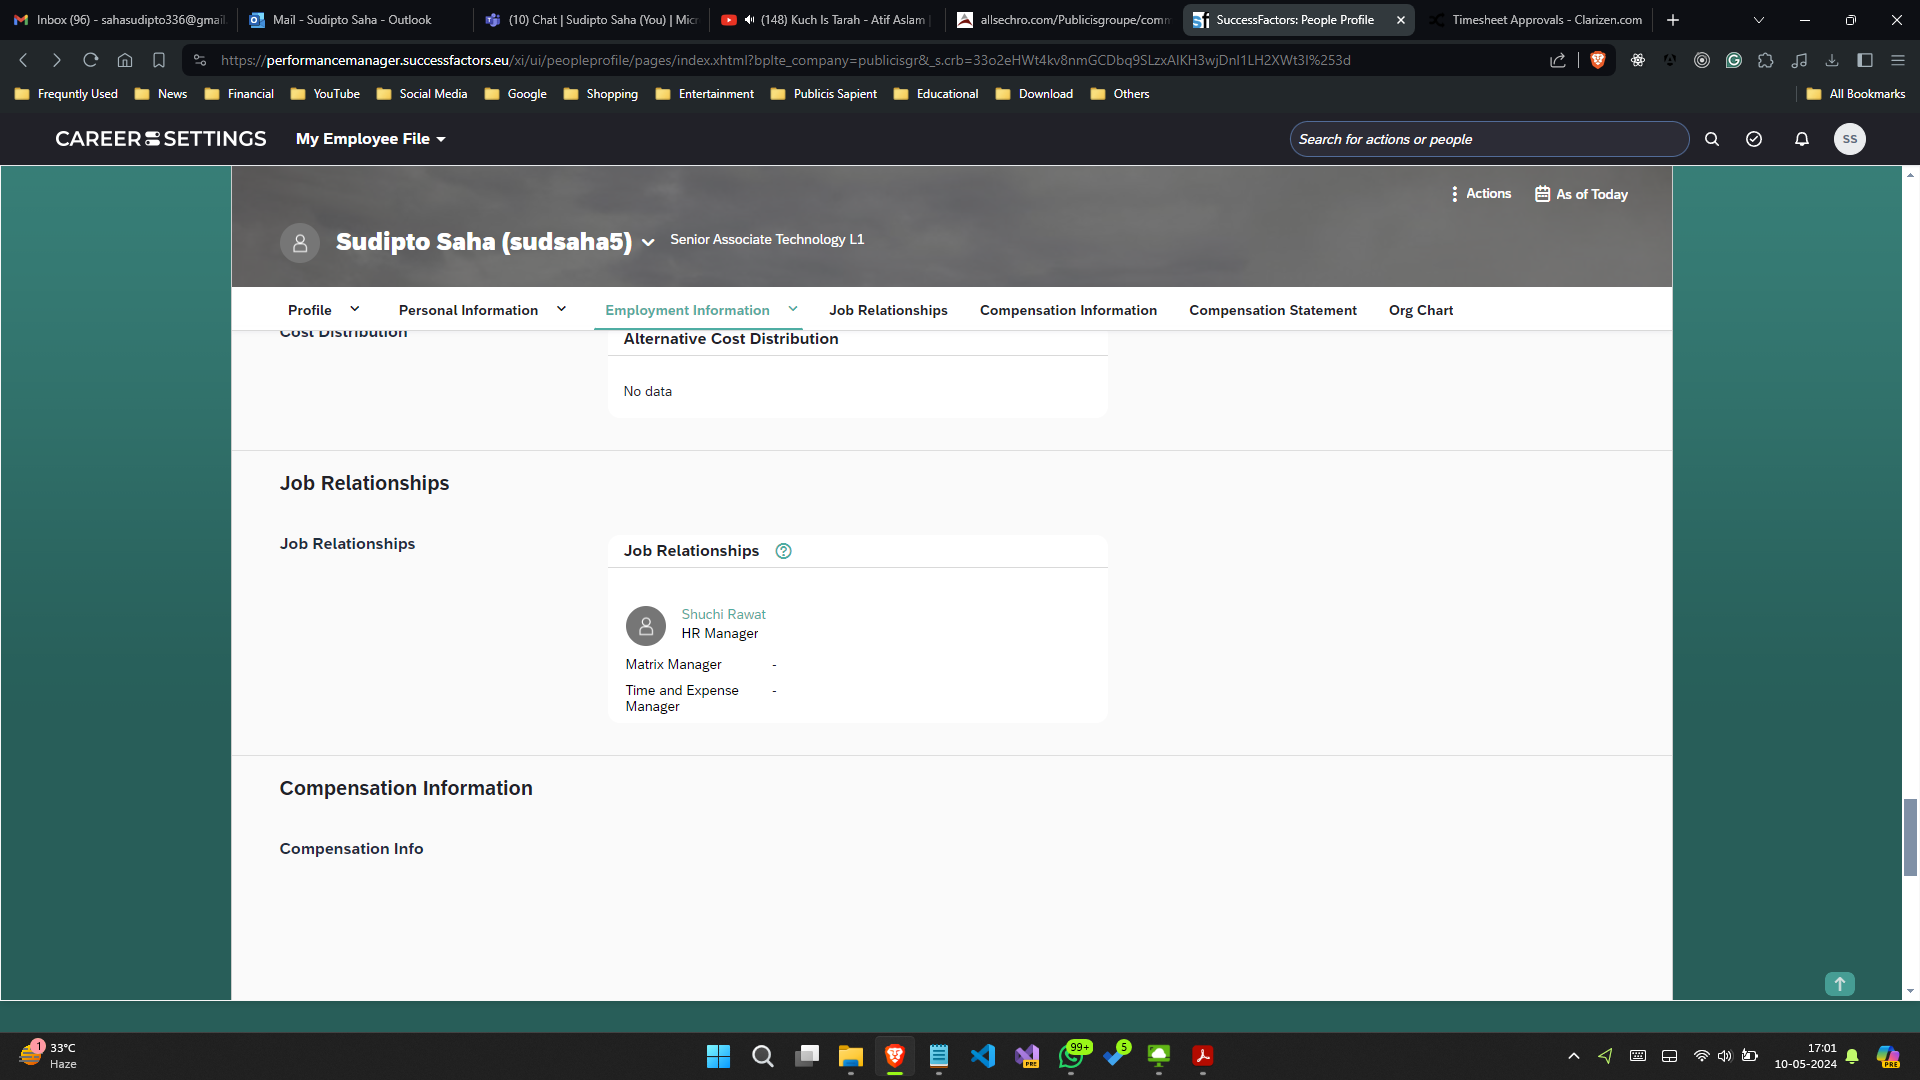 Inbox (96) - sahasudipto336@gmail.
Mail - Sudipto Saha - Outlook
(10) Chat | Sudipto Saha (You) | Micr
(148) Kuch Is Tarah - Atif Aslam |
allsechro.com/Publicisgroupe/comm
SuccessFactors: People Profile
Timesheet Approvals - Clarizen.com
https://performancemanager.successfactors.eu/xi/ui/peopleprofile/pages/index.xhtml?bplte_company=publicisgr&_s.crb=33o2eHWt4kv8nmGCDbq9SLzxAIKH3wjDnI1LH2XWt3I%253d
Frequntly Used
News
Financial
YouTube
Social Media
Google
Shopping
Entertainment
Publicis Sapient
Educational
Download
Others
All Bookmarks
CAREER SETTINGS
My Employee File
Search for actions or people
SS
Actions
As of Today
Sudipto Saha (sudsaha5)
Senior Associate Technology L1
Profile
Personal Information
Employment Information
Job Relationships
Compensation Information
Compensation Statement
Org Chart
Cost Distribution
Alternative Cost Distribution
No data
Job Relationships
Job Relationships
Job Relationships
Shuchi Rawat
HR Manager
Matrix Manager -
Time and Expense -
Manager
Compensation Information
Compensation Info
1
33°C
Haze
PRE
99+
5
17:01
10-05-2024
PRE